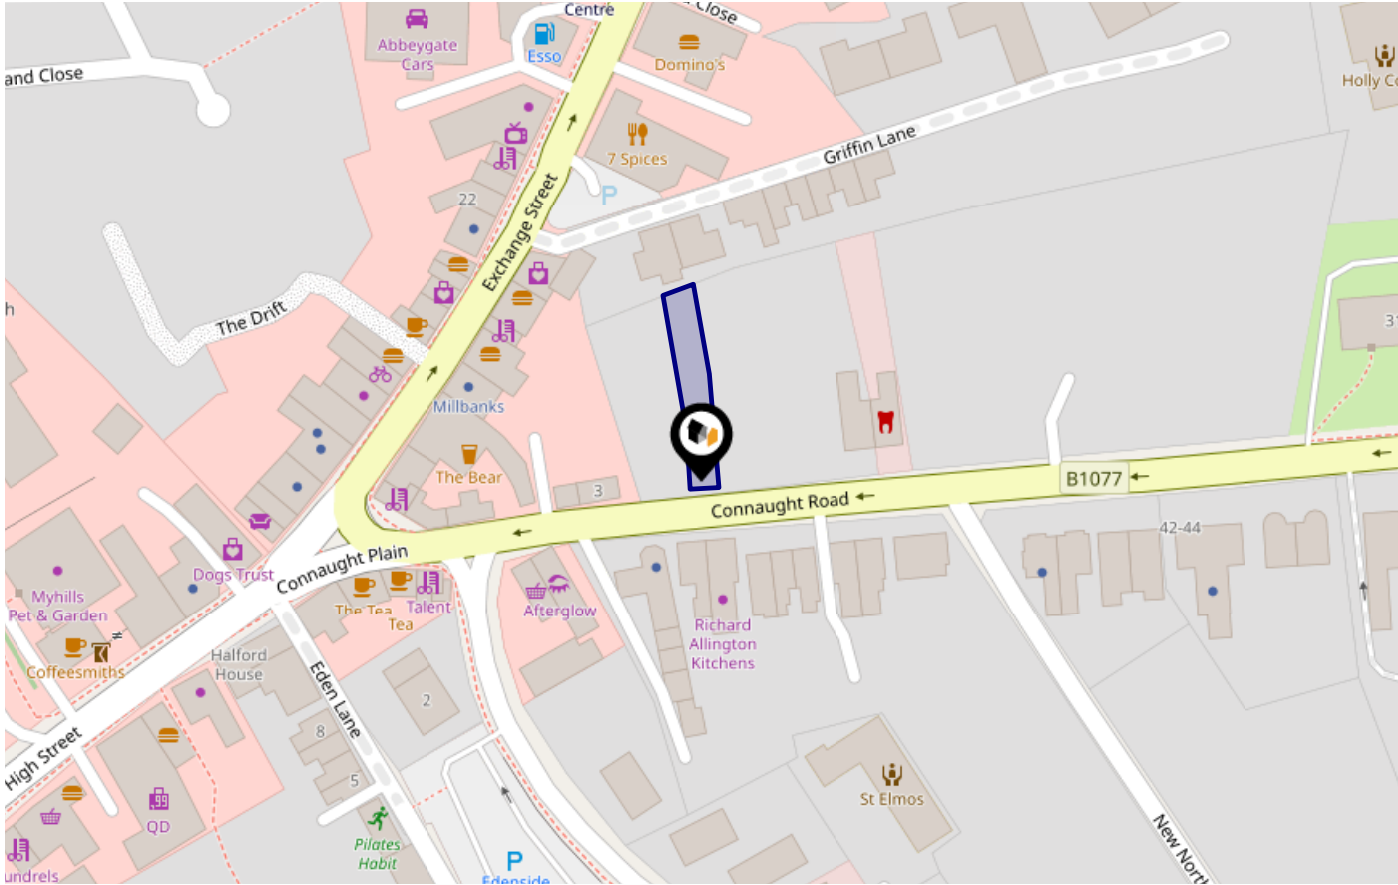 Centre
Close
Abbeygate
Cars
Esso
Domino's
Holly Co
and Close
Griffin Lane
7 Spices
P
22
Exchange Street
h
The Drift
31
Millbanks
The Bear
3
Connaught Road
B1077
42-44
Connaught Plain
Dogs Trust
Myhills
Pet & Garden
The Tea
Tea
Talent
Afterglow
Richard
Allington
Kitchens
Coffeesmiths
Halford
House
Eden Lane
2
8
5
High Street
St Elmos
99
QD
Pilates
Habit
New North
undrels
P
Edenside